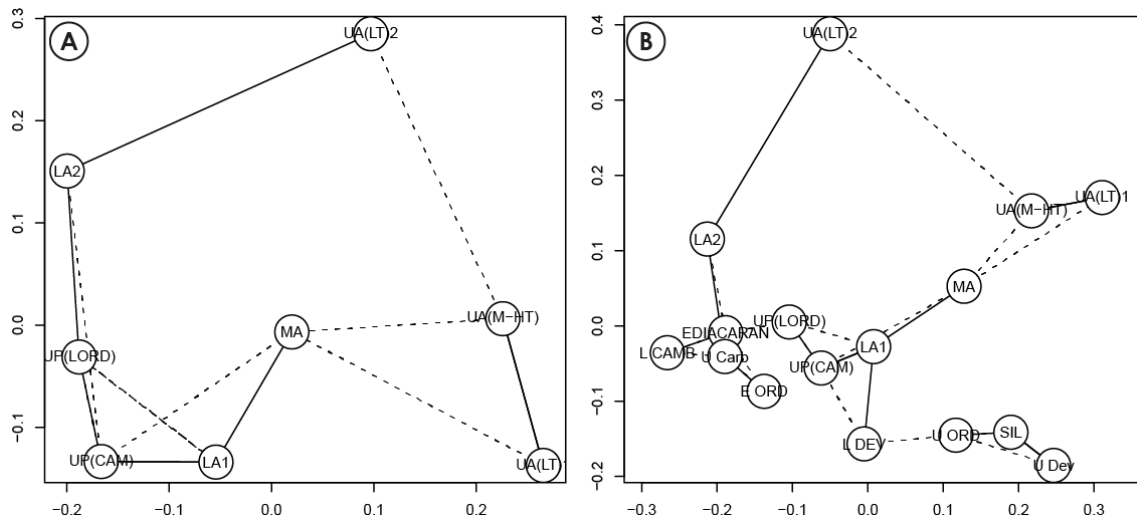 A
0.3
0.2
0.1
0.0
−0.1
−0.2 −0.1 0.0 0.1 0.2
UA(LT)2
LA2
UA(M−HT)
MA
UP(LORD)
UP(CAM)
LA1
UA(LT)
B
0.4
0.3
0.2
0.1
0.0
−0.1
−0.2
−0.3 −0.2 −0.1 0.0 0.1 0.2 0.3
UA(LT)2
UA(LT)1
UA(M−HT)
LA2
MA
EDIACARAN
UP(LORD)
L CAMB
U Carb
UP(CAM)
LA1
E ORD
L DEV
U ORD
SIL
U Dev